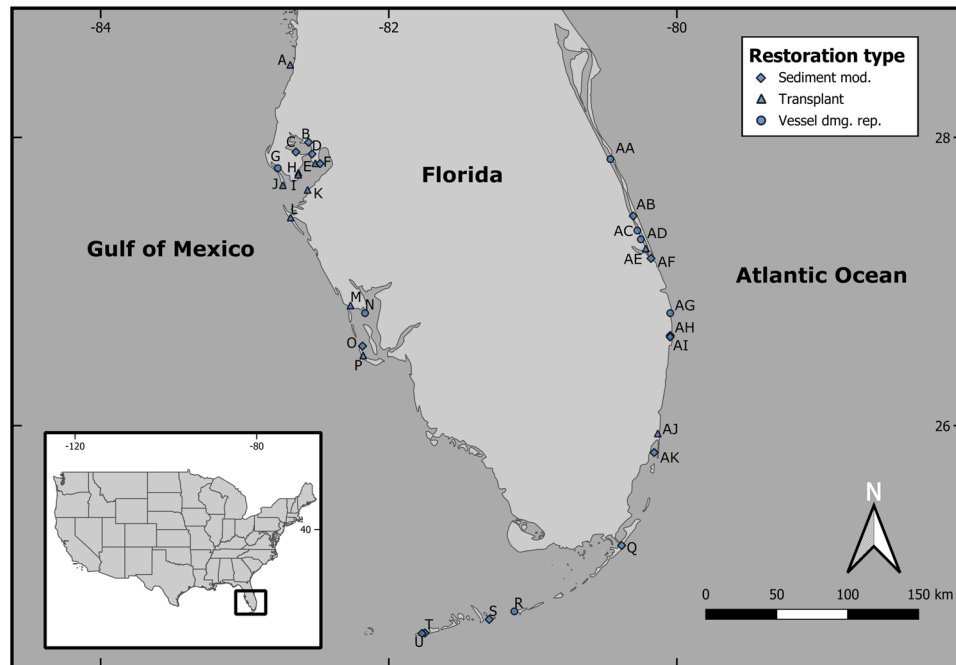 -84
-82
-80
Restoration type
Sediment mod.
Transplant
Vessel dmg. rep.
A
28
B
C
D
G
H
E
F
AA
Florida
J
I
K
L
AB
AC
AD
AE
AF
Gulf of Mexico
Atlantic Ocean
M
N
AG
AH
AI
O
P
AJ
26
AK
-120
-80
40
N
Q
0
50
100
150 km
R
S
T
U